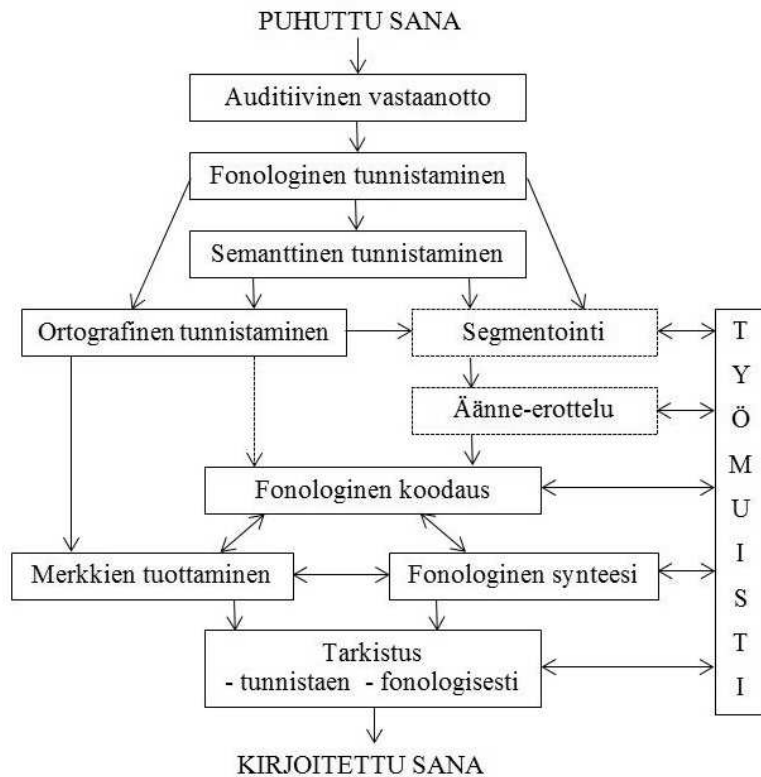 PUHUTTU SANA
Auditiivinen vastaanotto
Fonologinen tunnistaminen
Semanttinen tunnistaminen
Ortografinen tunnistaminen
Segmentointi
Äänne-erottelu
Fonologinen koodaus
Merkkien tuottaminen
Fonologinen synteesi
Tarkistus
- tunnistaen - fonologisesti
KIRJOITETTU SANA
T
Y
Ö
M
U
I
S
T
I